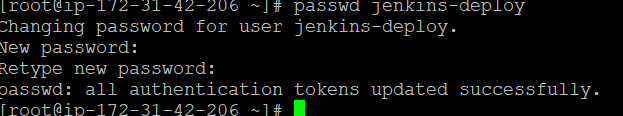 [root@ip-172-31-42-206 ~]# passwd jenkins-deploy
Changing password for user jenkins-deploy.
New password:
Retype new password:
passwd: all authentication tokens updated successfully.
[root@ip-172-31-42-206 ~]#